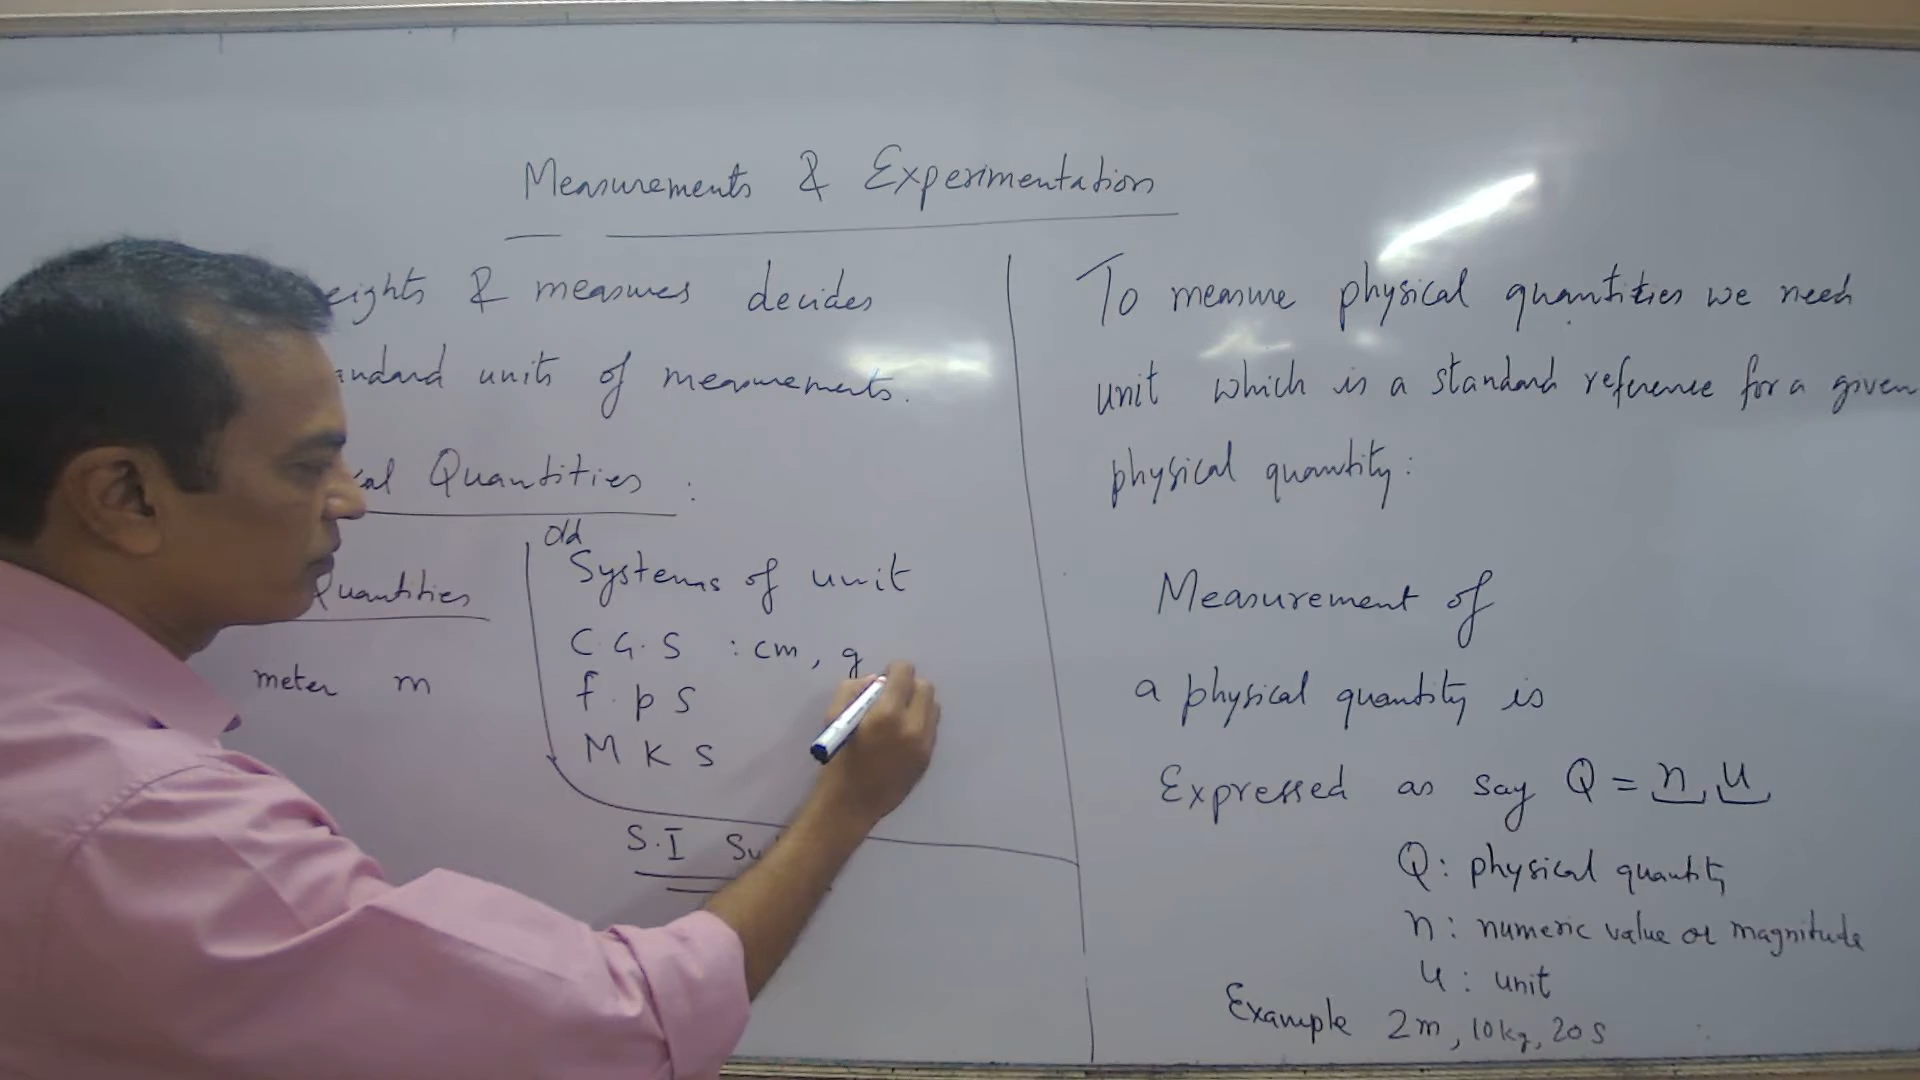 Measurements & Experimentation
eights & measures decides
andard units of measurements.
cal Quantities :
Quantities
meter m
Old
Systems of unit
C.G.S : cm, g
f.p s
M K S
S.I Sy
To measure physical quantities we need
unit which is a standard reference for a given
physical quantity :
Measurement of
a physical quantity is
Expressed as say Q = n u
Q : physical quantity
n : numeric value or magnitude
u : unit
Example 2m, 10kg, 20s